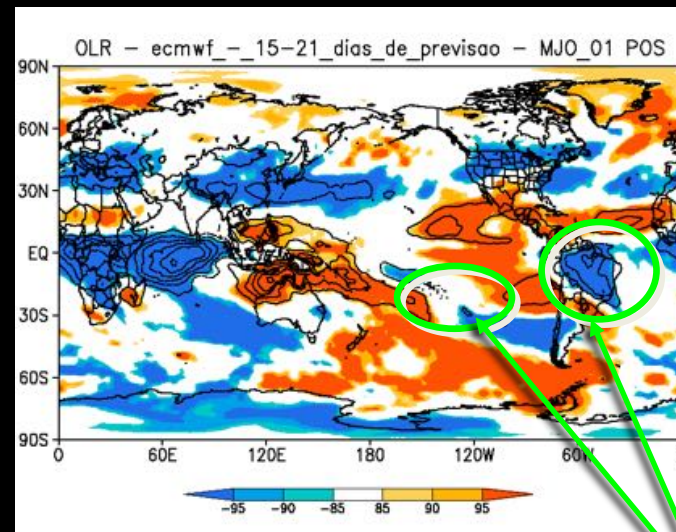 OLR - ecmwf_-_15-21_dias_de_previsao - MJO_01 POS
90N
60N
30N
EQ
30S
60S
90S
0 60E 120E 180 120W 60W
-95 -90 -85 85 90 95